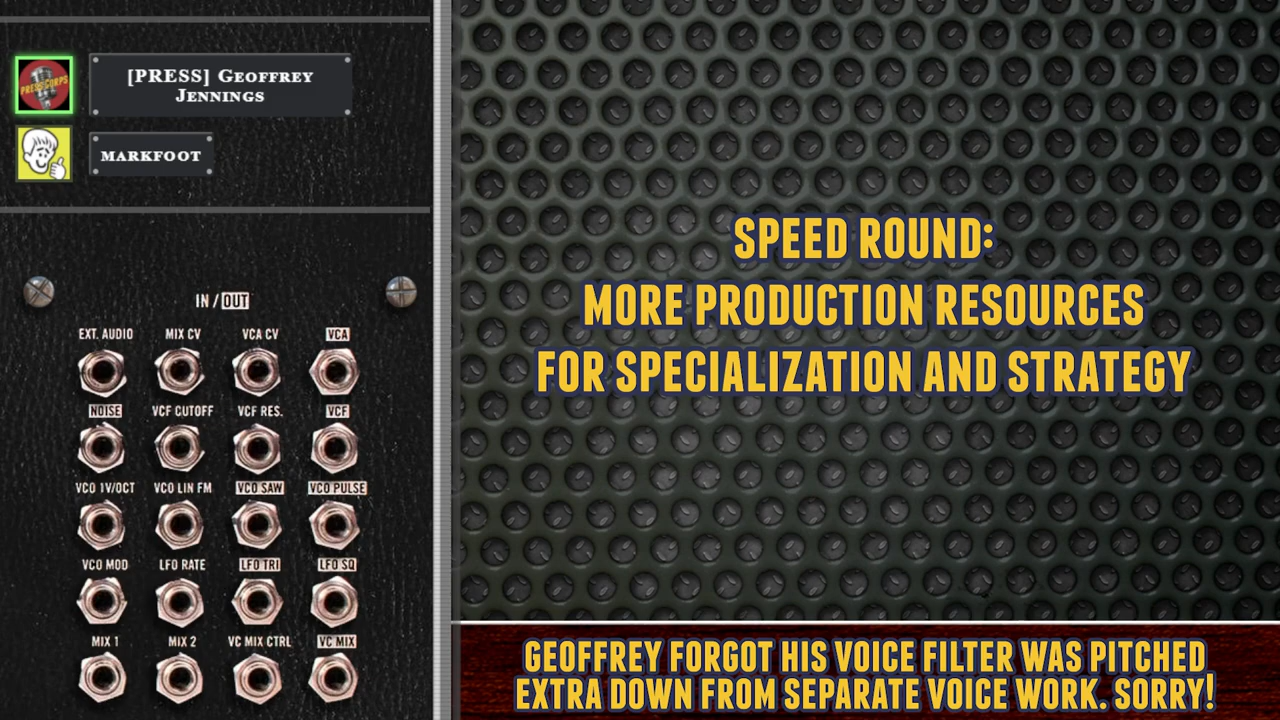 PRESS CORPS
[PRESS] Geoffrey
Jennings
MARKFOOT
IN / OUT
EXT. AUDIO MIX CV VCA CV VCA
NOISE VCF CUTOFF VCF RES. VCF
VCO 1V/OCT VCO LIN FM VCO SAW VCO PULSE
VCO MOD LFO RATE LFO TRI LFO SQ
MIX 1 MIX 2 VC MIX CTRL VC MIX
SPEED ROUND:
MORE PRODUCTION RESOURCES
FOR SPECIALIZATION AND STRATEGY
GEOFFREY FORGOT HIS VOICE FILTER WAS PITCHED
EXTRA DOWN FROM SEPARATE VOICE WORK. SORRY!